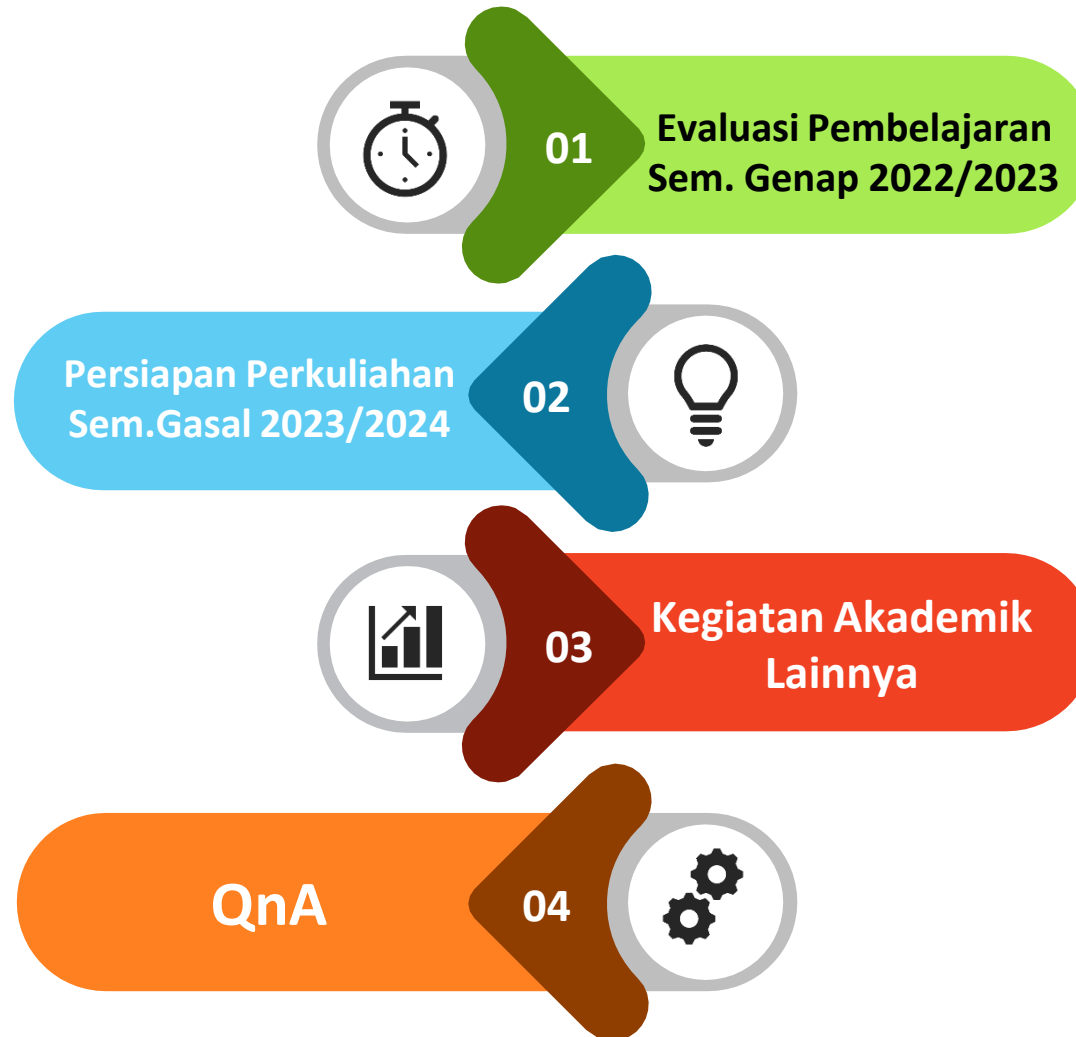 01
Evaluasi Pembelajaran
Sem. Genap 2022/2023
Persiapan Perkuliahan
Sem.Gasal 2023/2024
02
03
Kegiatan Akademik
Lainnya
QnA
04